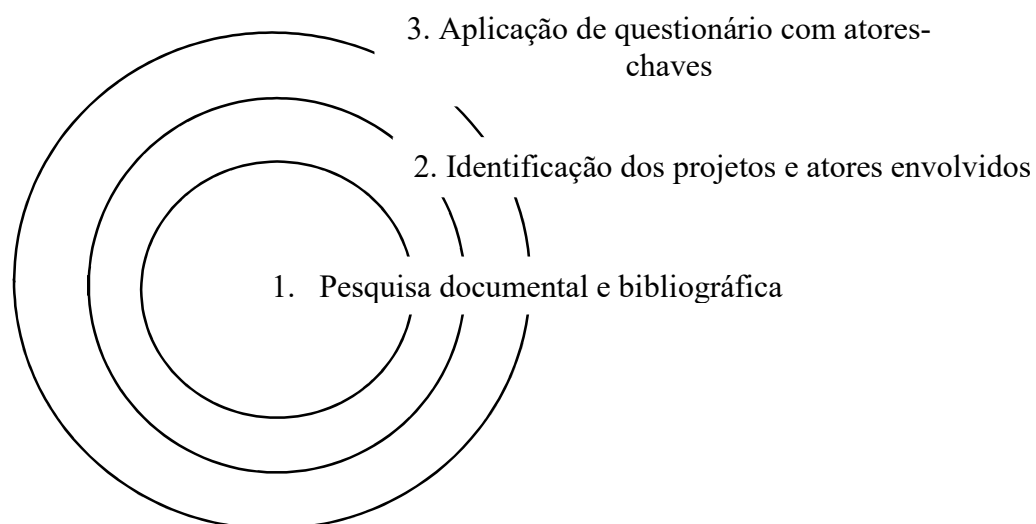 3. Aplicação de questionário com atores-
chaves
2. Identificação dos projetos e atores envolvidos
1. Pesquisa documental e bibliográfica